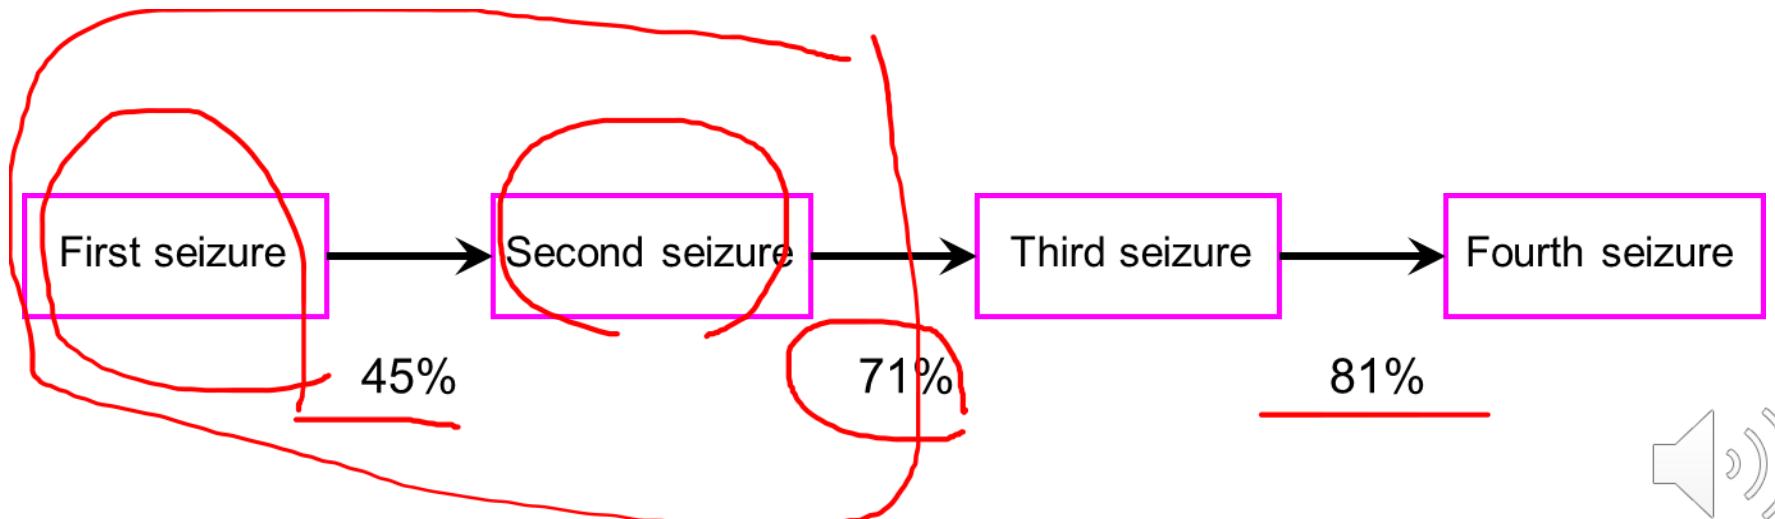 First seizure
Second seizure
Third seizure
Fourth seizure
45%
71%
81%